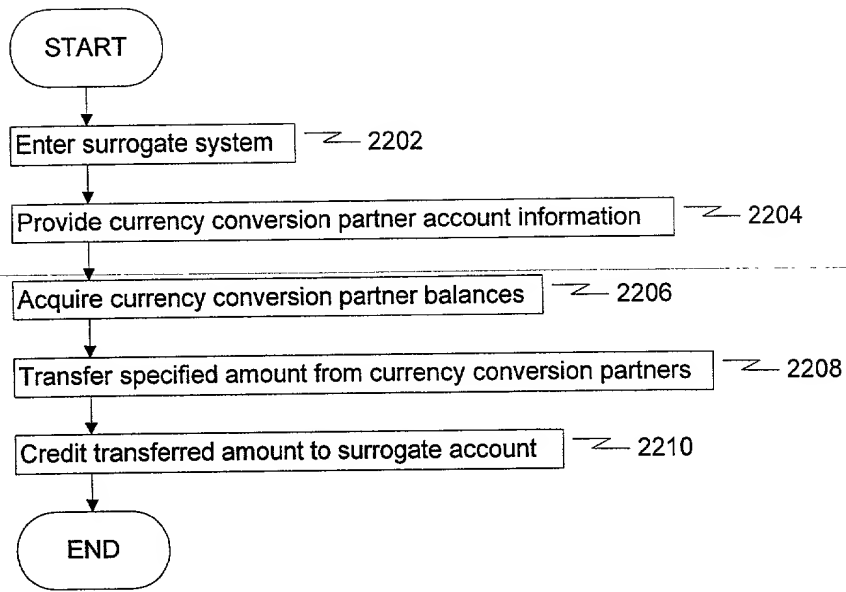 START
Enter surrogate system 2202
Provide currency conversion partner account information 2204
Acquire currency conversion partner balances 2206
Transfer specified amount from currency conversion partners 2208
Credit transferred amount to surrogate account 2210
END